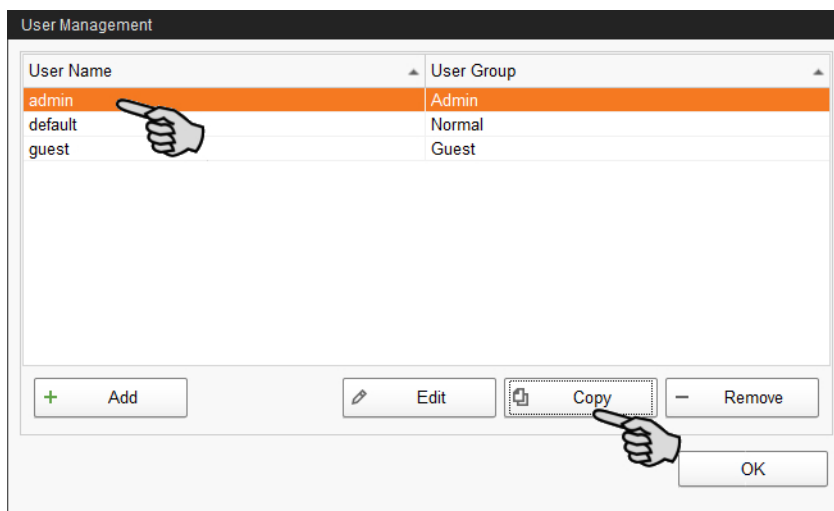 User Management
User Name User Group
admin Admin
default Normal
guest Guest
Add Edit Copy Remove
OK